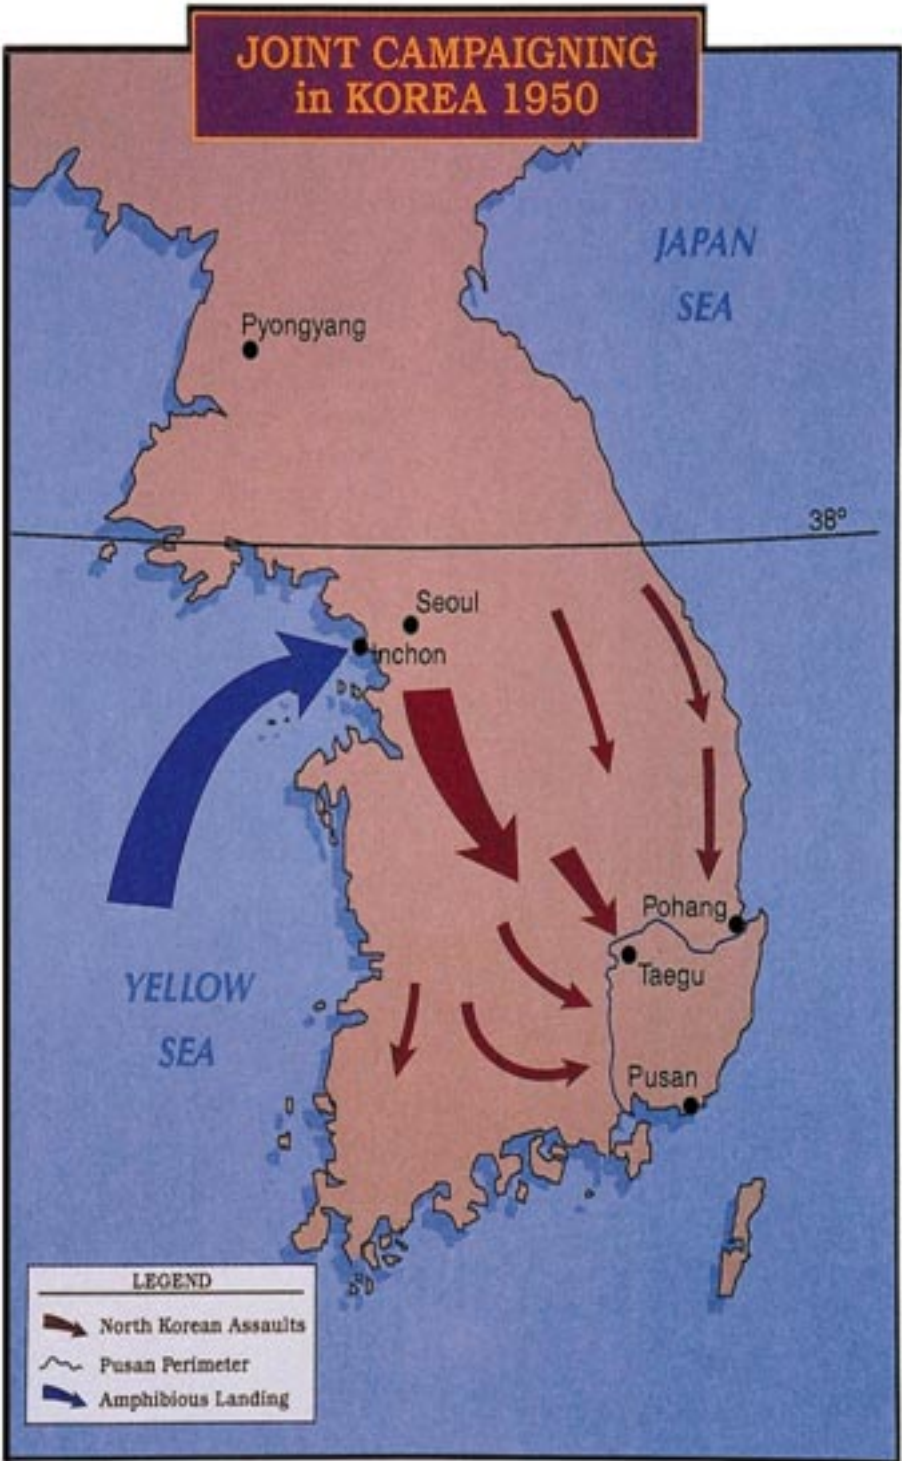 JOINT CAMPAIGNING
in KOREA 1950
JAPAN
SEA
Pyongyang
38º
Seoul
Inchon
Pohang
Taegu
YELLOW
SEA
Pusan
LEGEND
North Korean Assaults
Pusan Perimeter
Amphibious Landing